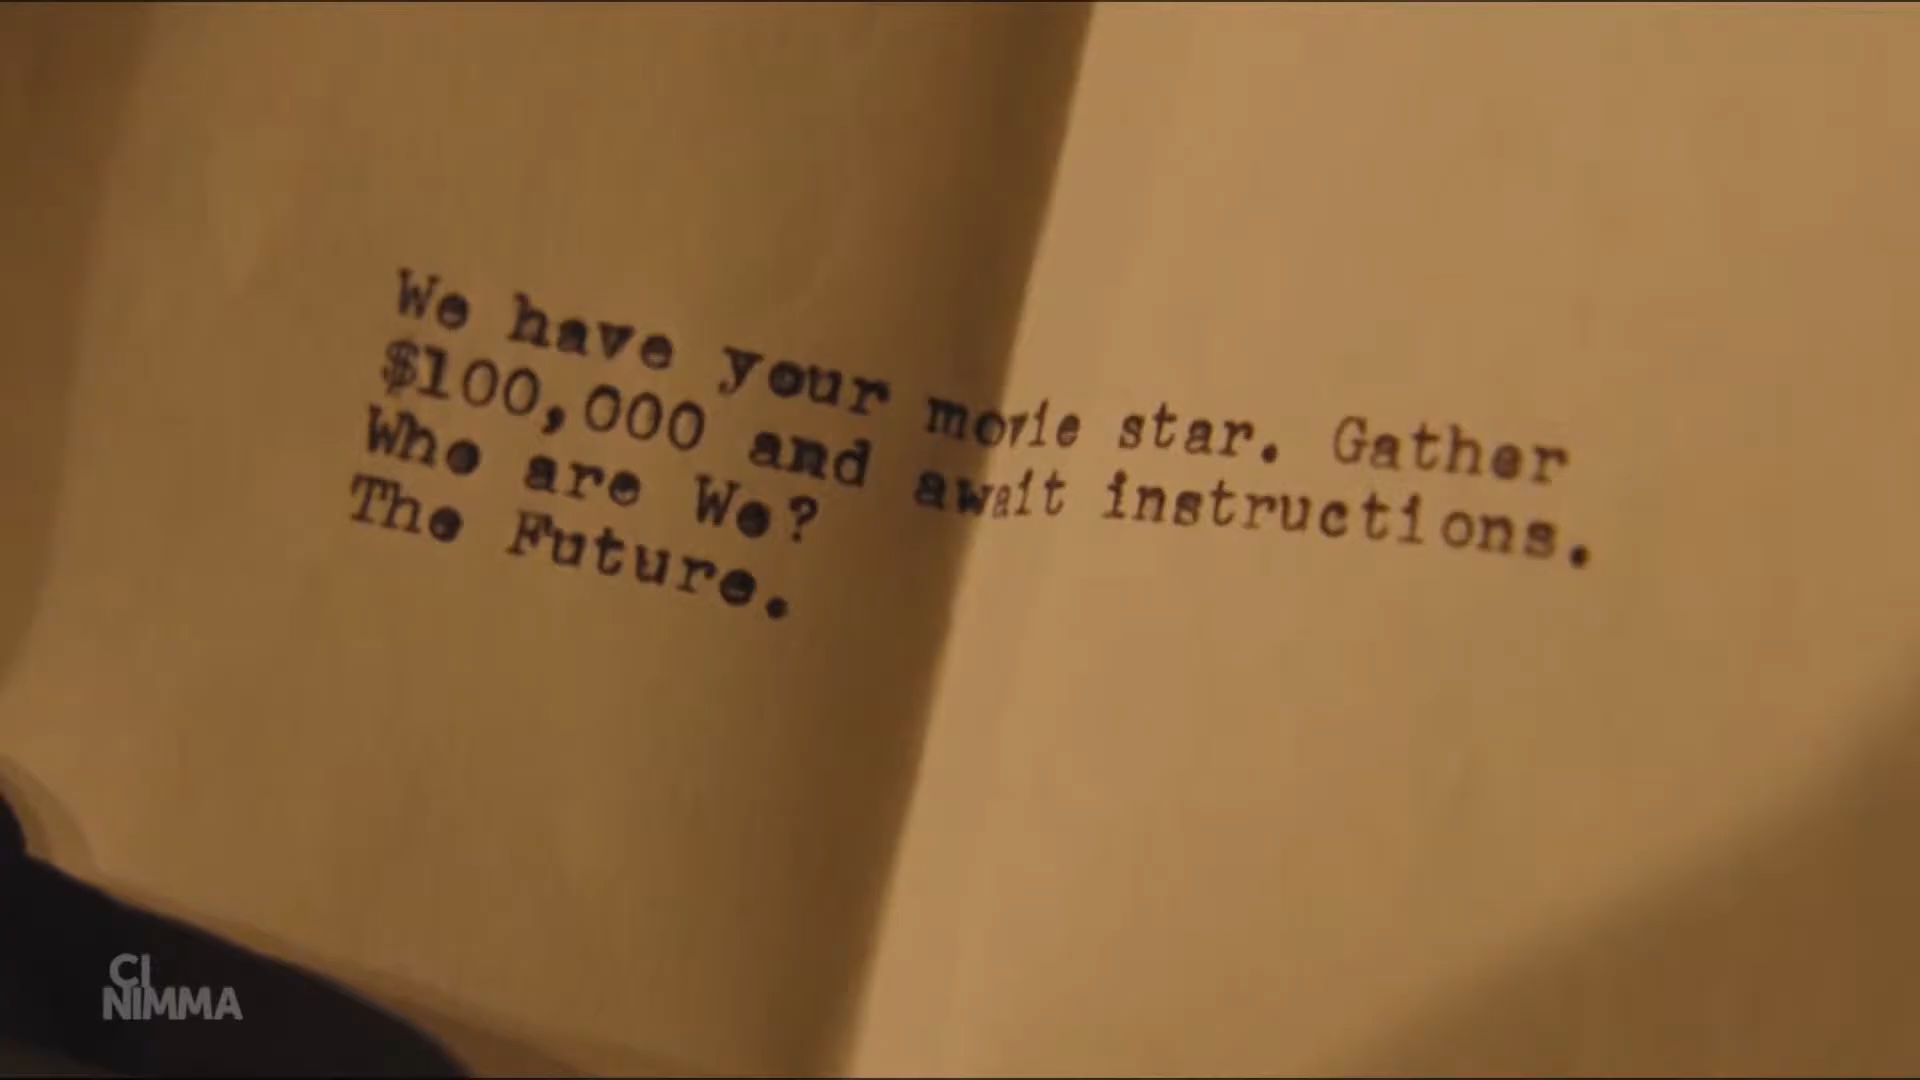 We have your movie star. Gather
$100,000 and await instructions.
Who are We?
The Future.
CI
NIMMA